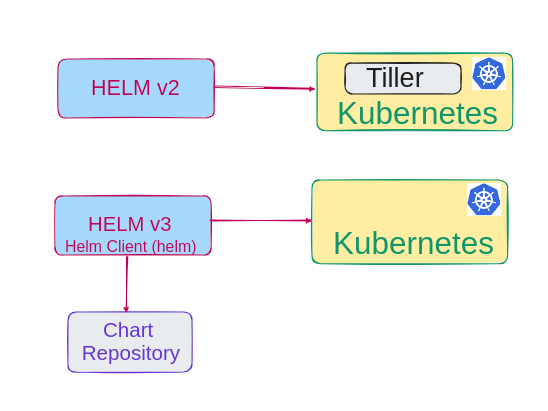 HELM v2
Tiller
Kubernetes
HELM v3
Helm Client (helm)
Kubernetes
Chart
Repository